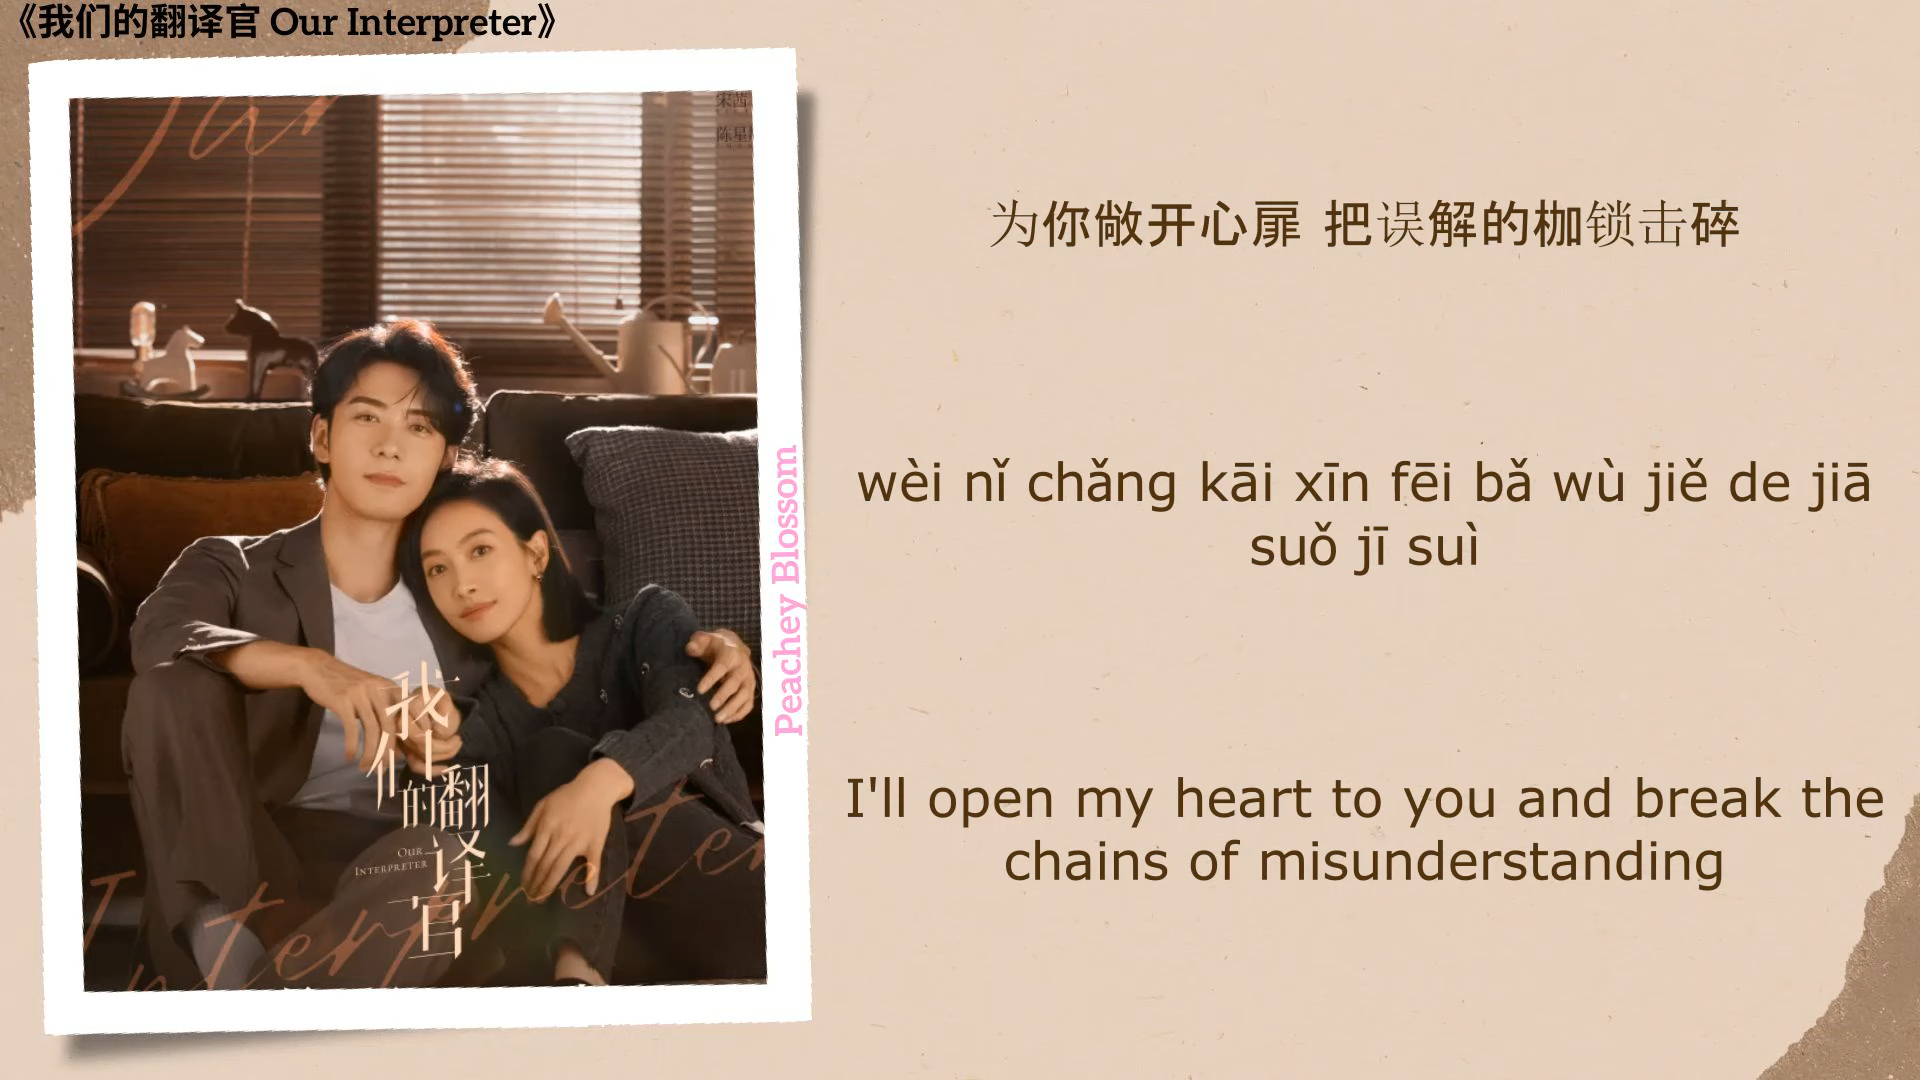 《我们的翻译官 Our Interpreter》
宋茜
陈星
我们的翻译官
OUR
INTERPRETER
Interpreter
Peachey Blossom
为你敞开心扉 把误解的枷锁击碎
wèi nǐ chǎng kāi xīn fēi bǎ wù jiě de jiā
suǒ jī suì
I'll open my heart to you and break the
chains of misunderstanding